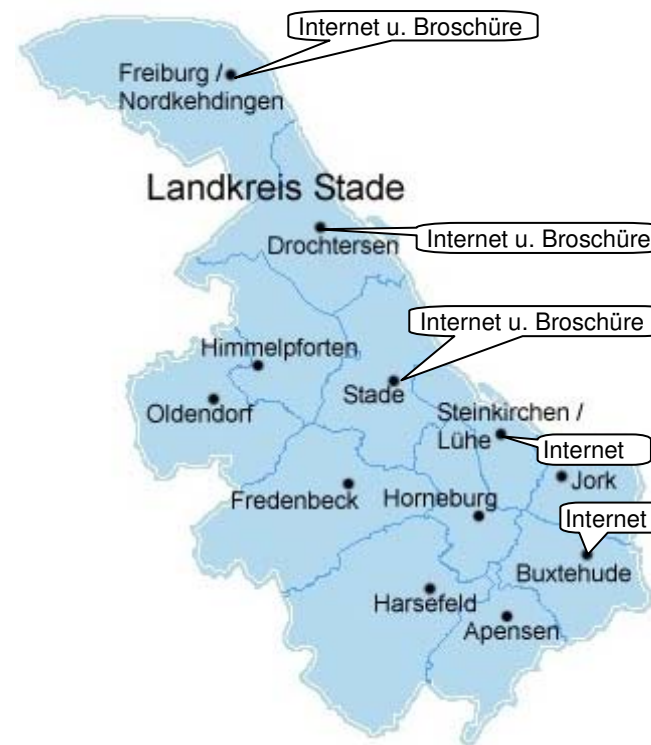 Internet u. Broschüre
Freiburg /
Nordkehdingen
Landkreis Stade
Drochtersen
Internet u. Broschüre
Internet u. Broschüre
Himmelpforten
Stade
Oldendorf
Steinkirchen /
Lühe
Internet
Jork
Fredenbeck
Horneburg
Internet
Buxtehude
Harsefeld
Apensen